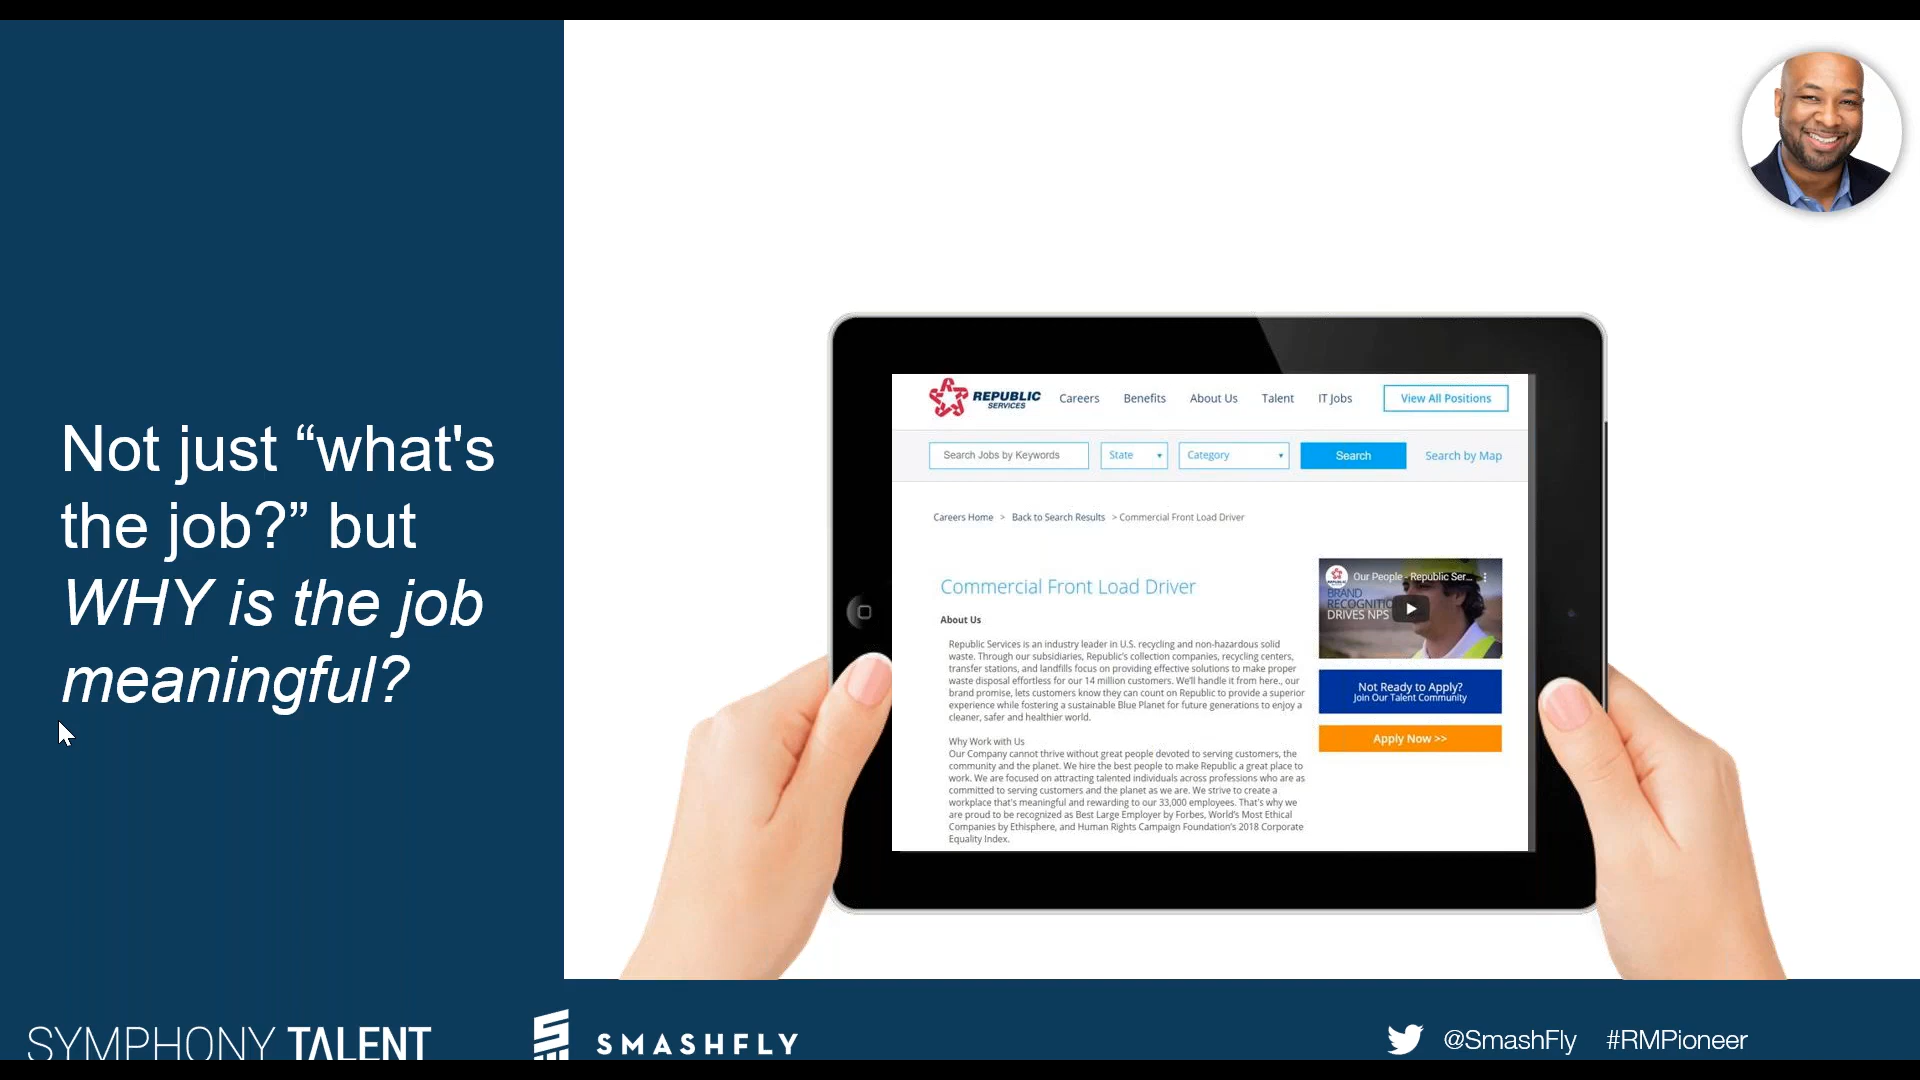 Not just “what's
the job?” but
WHY is the job
meaningful?
REPUBLIC
SERVICES
Careers
Benefits
About Us
Talent
IT Jobs
View All Positions
Search Jobs by Keywords
State
Category
Search
Search by Map
Careers Home > Back to Search Results > Commercial Front Load Driver
Commercial Front Load Driver
About Us
Republic Services is an industry leader in U.S. recycling and non-hazardous solid
waste. Through our subsidiaries, Republic's collection companies, recycling centers,
transfer stations, and landfills focus on providing effective solutions to make proper
waste disposal effortless for our 14 million customers. We'll handle it from here., our
brand promise, lets customers know they can count on Republic to provide a superior
experience while fostering a sustainable Blue Planet for future generations to enjoy a
cleaner, safer and healthier world.
Why Work with Us
Our Company cannot thrive without great people devoted to serving customers, the
community and the planet. We hire the best people to make Republic a great place to
work. We are focused on attracting talented individuals across professions who are as
committed to serving customers and the planet as we are. We strive to create a
workplace that's meaningful and rewarding to our 33,000 employees. That's why we
are proud to be recognized as Best Large Employer by Forbes, World's Most Ethical
Companies by Ethisphere, and Human Rights Campaign Foundation's 2018 Corporate
Equality Index.
Our People - Republic Ser...
BRAND
RECOGNITION
DRIVES NPS
Not Ready to Apply?
Join Our Talent Community
Apply Now >>
SYMPHONY TALENT
SMASHFLY
@SmashFly
#RMPioneer